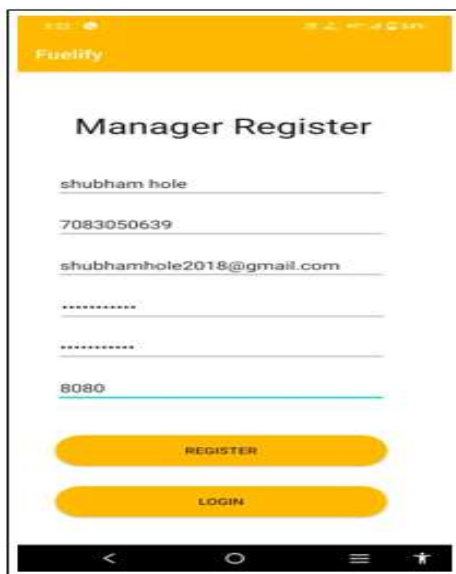 Fuelify
Manager Register
shubham hole
7083050639
shubhamhole2018@gmail.com
•••••••••••
•••••••••••
8080
REGISTER
LOGIN